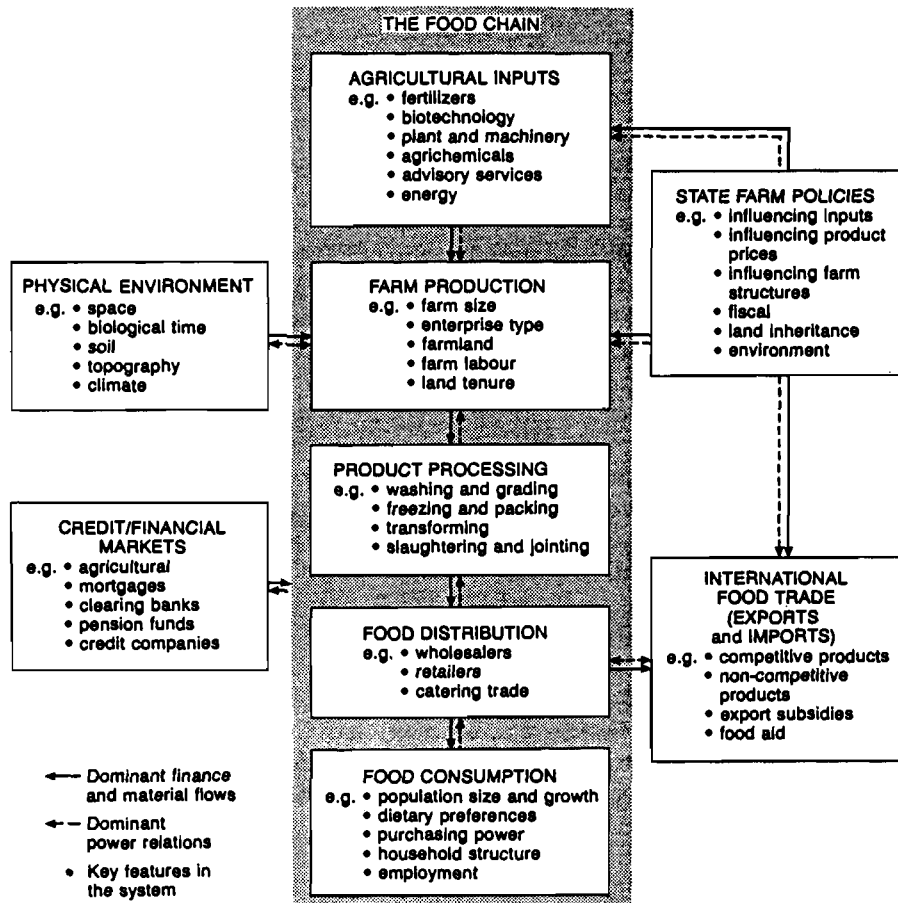 THE FOOD CHAIN
AGRICULTURAL INPUTS
e.g. • fertilizers
• biotechnology
• plant and machinery
• agrichemicals
• advisory services
• energy
STATE FARM POLICIES
e.g. • influencing inputs
• influencing product
prices
• influencing farm
structures
• fiscal
• land inheritance
• environment
PHYSICAL ENVIRONMENT
e.g. • space
• biological time
• soil
• topography
• climate
FARM PRODUCTION
e.g. • farm size
• enterprise type
• farmland
• farm labour
• land tenure
PRODUCT PROCESSING
e.g. • washing and grading
• freezing and packing
• transforming
• slaughtering and jointing
CREDIT/FINANCIAL
MARKETS
e.g. • agricultural
• mortgages
• clearing banks
• pension funds
• credit companies
FOOD DISTRIBUTION
e.g. • wholesalers
• retailers
• catering trade
INTERNATIONAL
FOOD TRADE
(EXPORTS
and IMPORTS)
e.g. • competitive products
• non-competitive
products
• export subsidies
• food aid
FOOD CONSUMPTION
e.g. • population size and growth
• dietary preferences
• purchasing power
• household structure
• employment
Dominant finance
and material flows
Dominant
power relations
• Key features in
the system